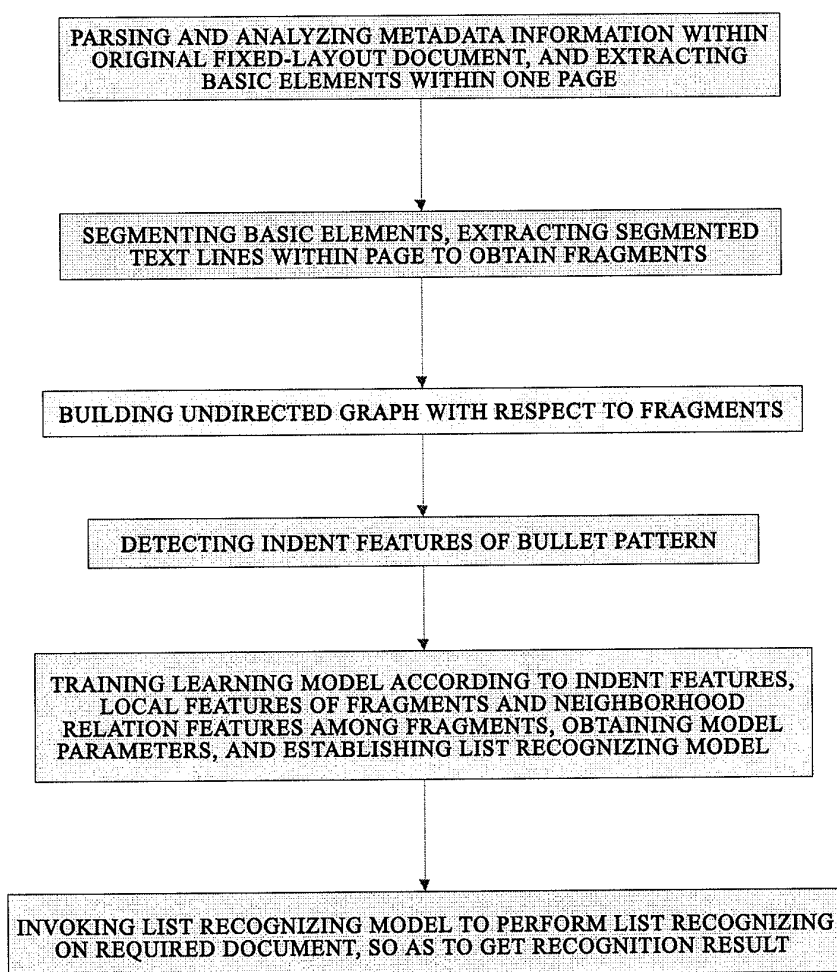 PARSING AND ANALYZING METADATA INFORMATION WITHIN
ORIGINAL FIXED-LAYOUT DOCUMENT, AND EXTRACTING
BASIC ELEMENTS WITHIN ONE PAGE
SEGMENTING BASIC ELEMENTS, EXTRACTING SEGMENTED
TEXT LINES WITHIN PAGE TO OBTAIN FRAGMENTS
BUILDING UNDIRECTED GRAPH WITH RESPECT TO FRAGMENTS
DETECTING INDENT FEATURES OF BULLET PATTERN
TRAINING LEARNING MODEL ACCORDING TO INDENT FEATURES,
LOCAL FEATURES OF FRAGMENTS AND NEIGHBORHOOD
RELATION FEATURES AMONG FRAGMENTS, OBTAINING MODEL
PARAMETERS, AND ESTABLISHING LIST RECOGNIZING MODEL
INVOKING LIST RECOGNIZING MODEL TO PERFORM LIST RECOGNIZING
ON REQUIRED DOCUMENT, SO AS TO GET RECOGNITION RESULT